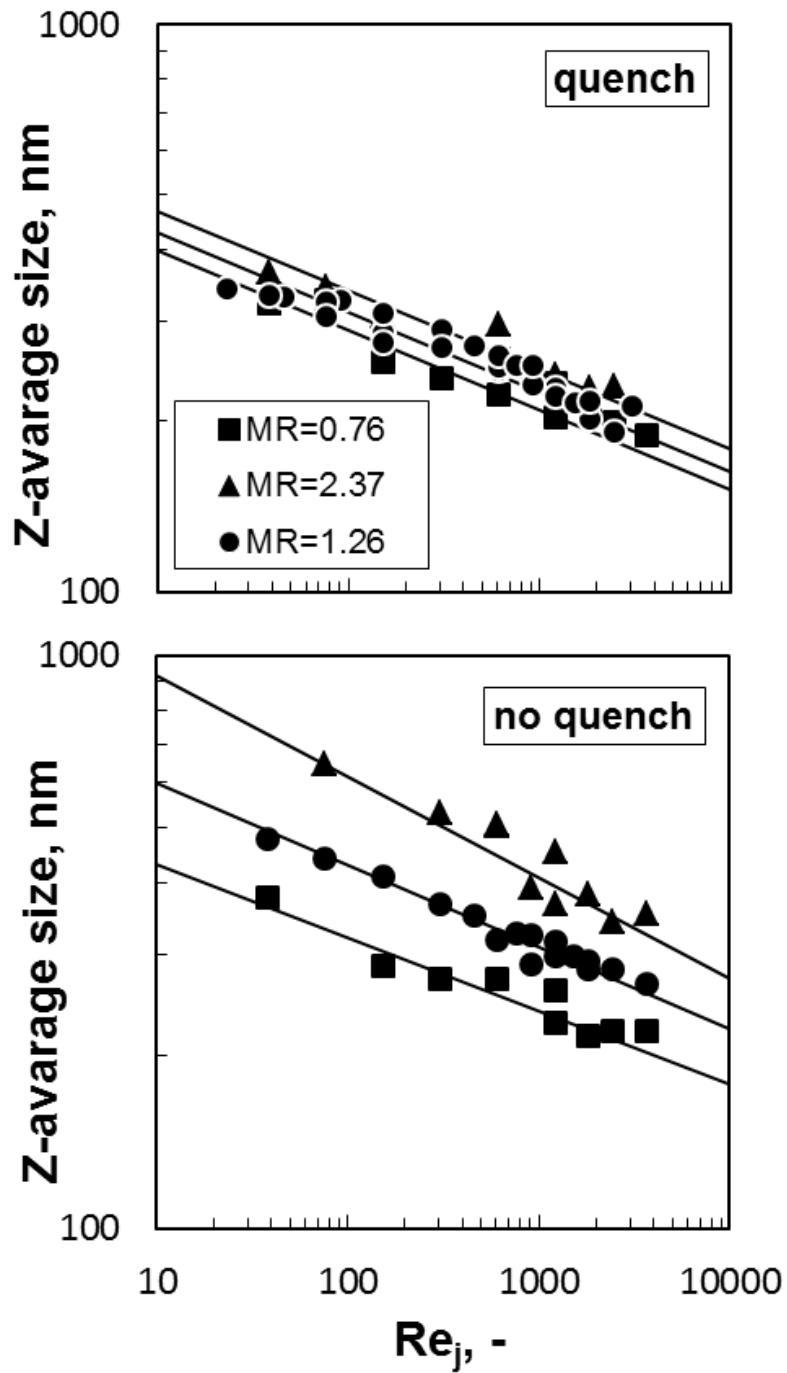 1000
quench
Z-avarage size, nm
MR=0.76
MR=2.37
MR=1.26
100
1000
no quench
Z-avarage size, nm
100
10 100 1000 10000
Rej, -